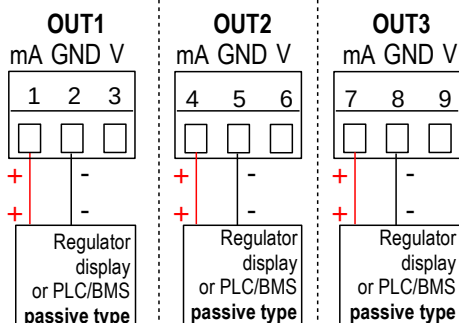 OUT1 OUT2 OUT3
mA GND V mA GND V mA GND V
1 2 3 4 5 6 7 8 9
+ - + - + -
+ - + - + -
Regulator Regulator Regulator
display display display
or PLC/BMS or PLC/BMS or PLC/BMS
passive type passive type passive type